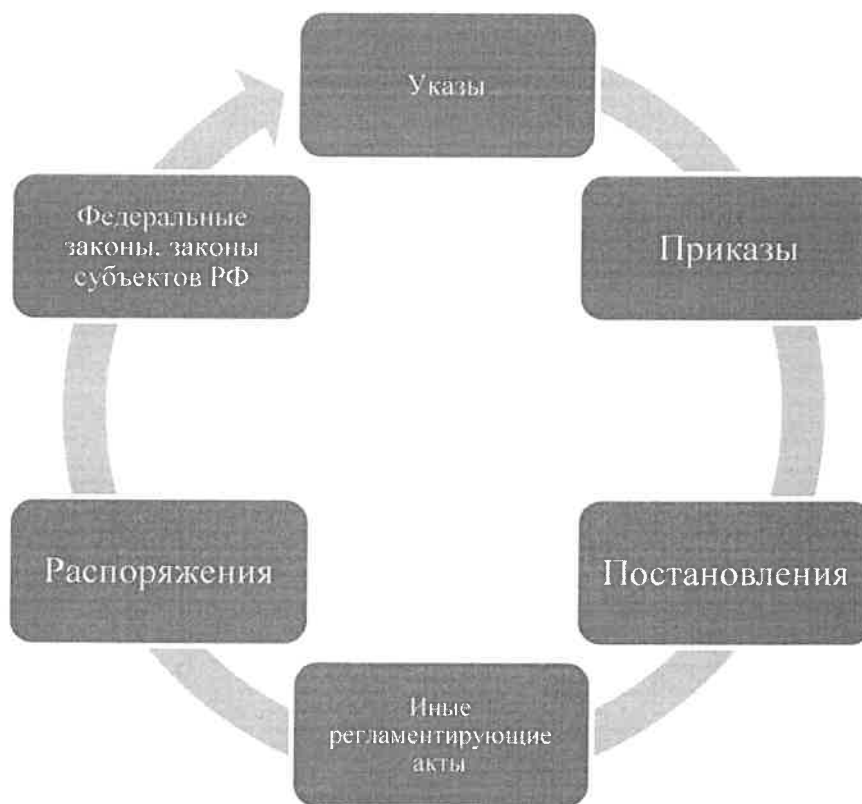 Указы
Приказы
Постановления
Иные
регламентирующие
акты
Распоряжения
Федеральные
законы, законы
субъектов РФ